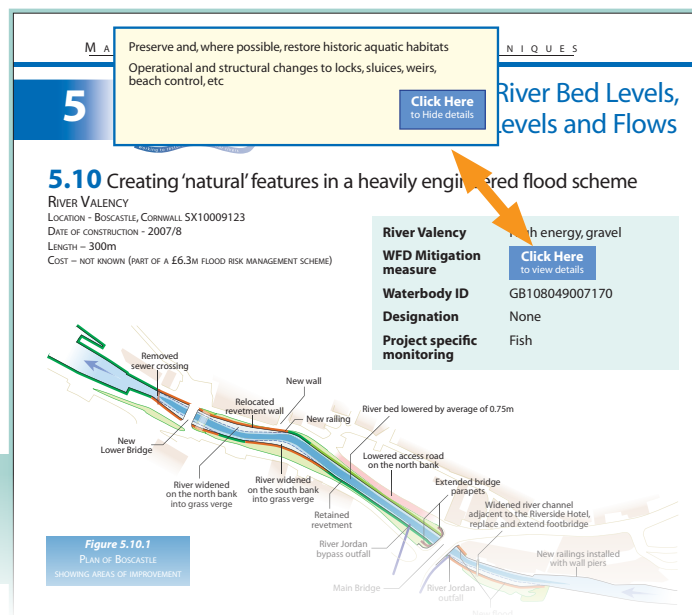 M A
N I Q U E S
Preserve and, where possible, restore historic aquatic habitats
Operational and structural changes to locks, sluices, weirs,
beach control, etc
Click Here
to Hide details
5
River Bed Levels,
Levels and Flows
5.10 Creating 'natural' features in a heavily engineered flood scheme
RIVER VALENCY
LOCATION - BOSCASTLE, CORNWALL SX10009123
DATE OF CONSTRUCTION - 2007/8
LENGTH – 300m
COST – NOT KNOWN (PART OF A £6.3M FLOOD RISK MANAGEMENT SCHEME)
River Valency
High energy, gravel
WFD Mitigation
measure
Click Here
to view details
Waterbody ID
GB108049007170
Designation
None
Project specific
monitoring
Fish
Removed
sewer crossing
New wall
Relocated
revetment wall
New railing
River bed lowered by average of 0.75m
New
Lower Bridge
Lowered access road
on the north bank
River widened
on the north bank
into grass verge
River widened
on the south bank
into grass verge
Extended bridge
parapets
Retained
revetment
Widened river channel
adjacent to the Riverside Hotel,
replace and extend footbridge
River Jordan
bypass outfall
New railings installed
with wall piers
Main Bridge
River Jordan
outfall
New Road
Figure 5.10.1
PLAN OF BOSCASTLE
SHOWING AREAS OF IMPROVEMENT